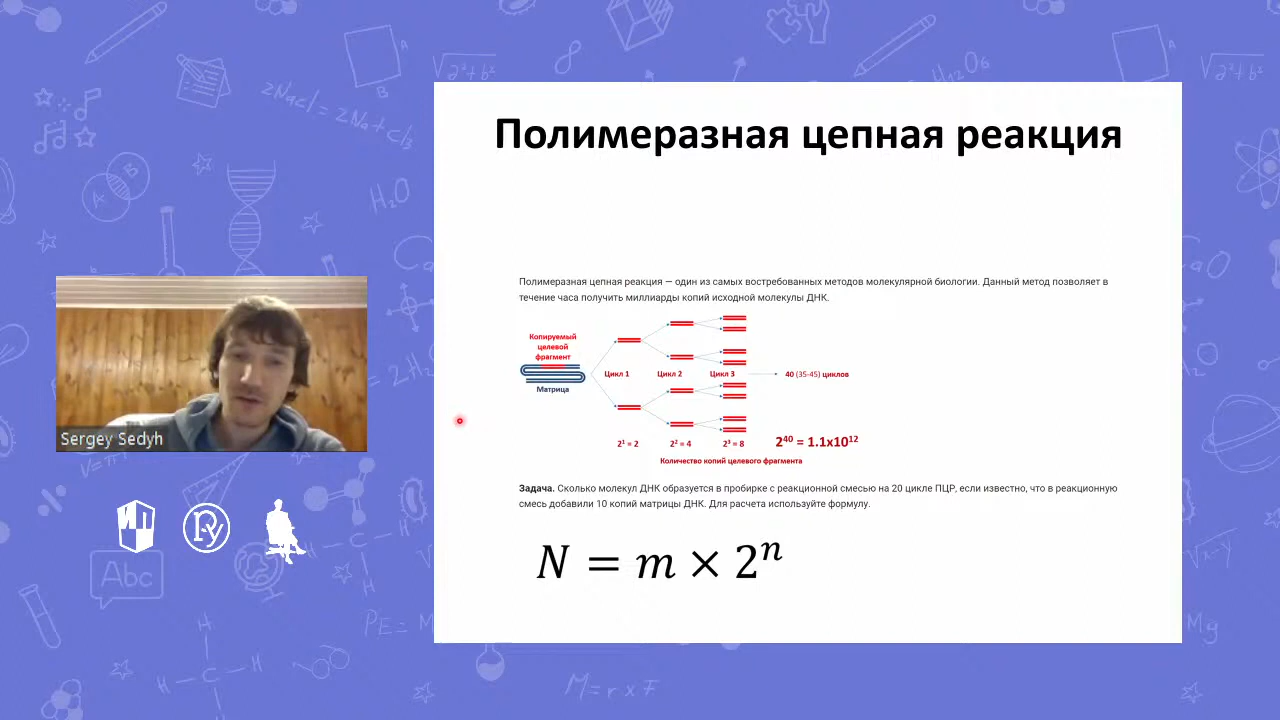 Полимеразная цепная реакция
Полимеразная цепная реакция — один из самых востребованных методов молекулярной биологии. Данный метод позволяет в
течение часа получить миллиарды копий исходной молекулы ДНК.
Копируемый
целевой
фрагмент
Матрица
Цикл 1
Цикл 2
Цикл 3
40 (35-45) циклов
2¹ = 2
2² = 4
2³ = 8
2⁴⁰ = 1.1x10¹²
Количество копий целевого фрагмента
Задача. Сколько молекул ДНК образуется в пробирке с реакционной смесью на 20 цикле ПЦР, если известно, что в реакционную
смесь добавили 10 копий матрицы ДНК. Для расчета используйте формулу.
N = m × 2ⁿ
Sergey Sedyh
Abc
H₂O
A
B
M = r x F